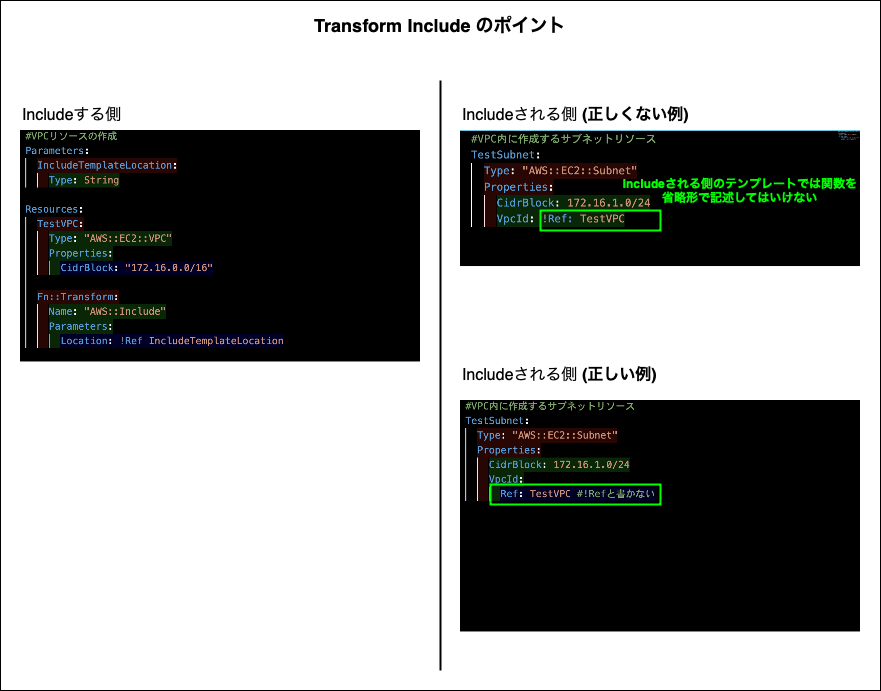 Transform Include のポイント
Includeする側
#VPCリソースの作成
Parameters:
IncludeTemplateLocation:
Type: String
Resources:
TestVPC:
Type: "AWS::EC2::VPC"
Properties:
CidrBlock: "172.16.0.0/16"
Fn::Transform:
Name: "AWS::Include"
Parameters:
Location: !Ref IncludeTemplateLocation
Includeされる側 (正しくない例)
#VPC内に作成するサブネットリソース
TestSubnet:
Type: "AWS::EC2::Subnet"
Properties:
Includeされる側のテンプレートでは関数を
省略形で記述してはいけない
CidrBlock: 172.16.1.0/24
VpcId: !Ref: TestVPC
Includeされる側 (正しい例)
#VPC内に作成するサブネットリソース
TestSubnet:
Type: "AWS::EC2::Subnet"
Properties:
CidrBlock: 172.16.1.0/24
VpcId:
Ref: TestVPC #!Refと書かない